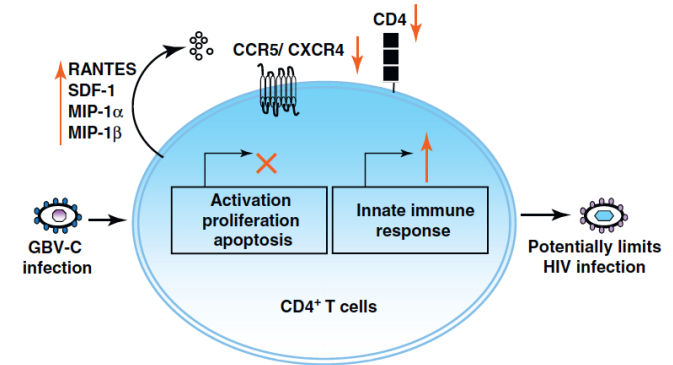 CD4
CCR5/ CXCR4
RANTES
SDF-1
MIP-1α
MIP-1β
Activation
proliferation
apoptosis
Innate immune
response
GBV-C
infection
Potentially limits
HIV infection
CD4⁺ T cells